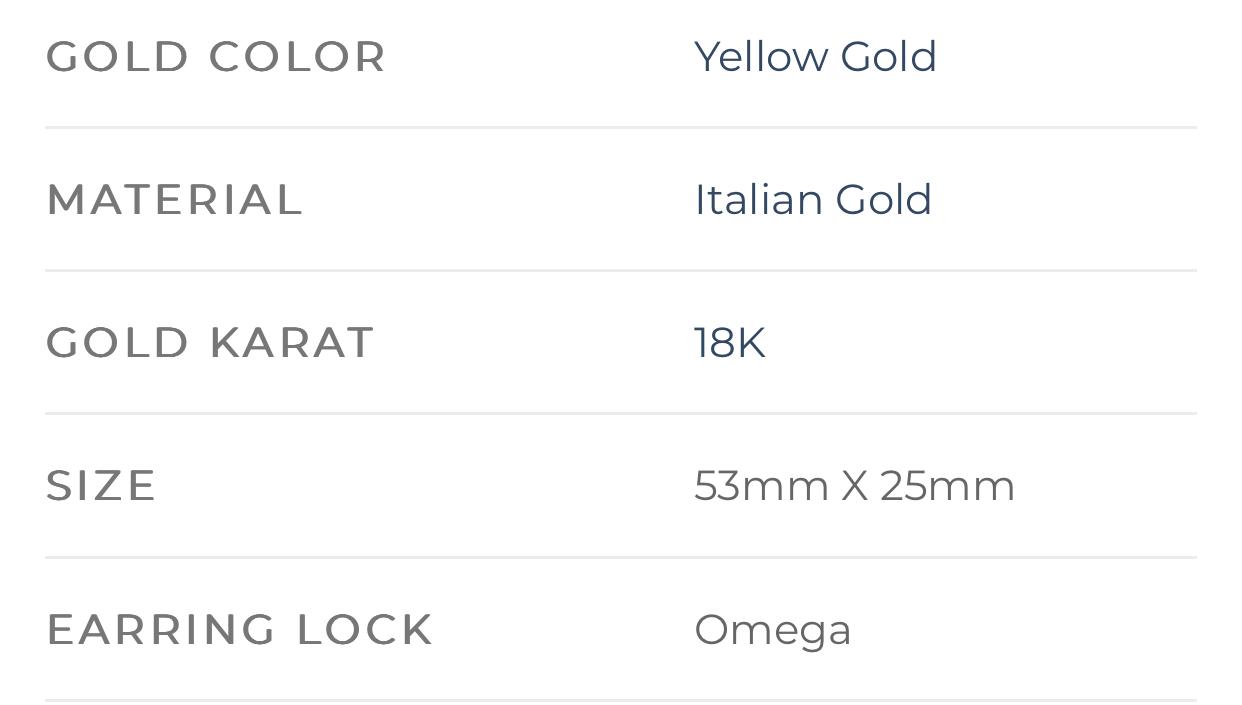 GOLD COLOR Yellow Gold
MATERIAL Italian Gold
GOLD KARAT 18K
SIZE 53mm X 25mm
EARRING LOCK Omega